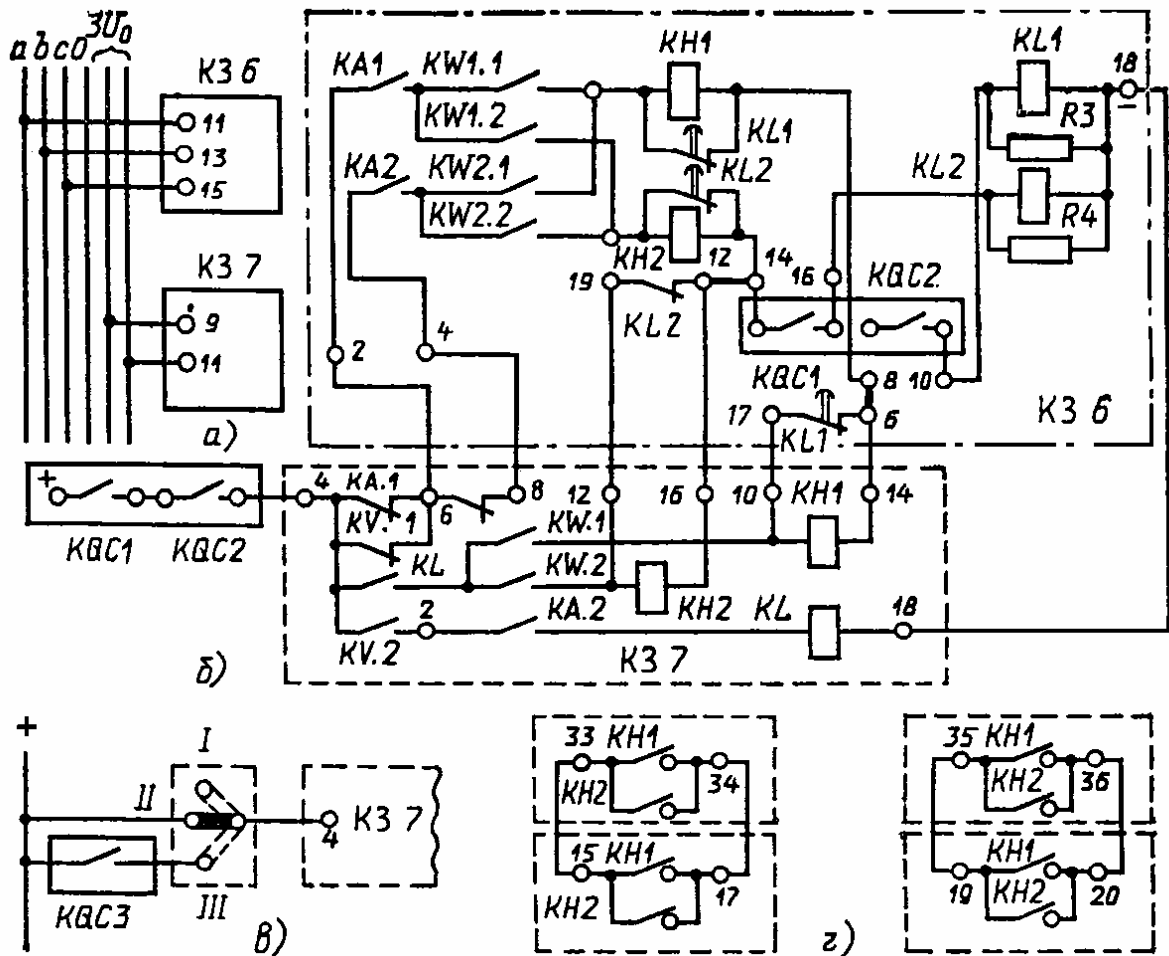 3U₀
a b c 0
КЗ 6
11
13
15
КЗ 7
9
11
а)
KA1
KW1.1
KW1.2
KA2
KW2.1
KW2.2
KH1
KL1
KL2
KH2
KL1
18
−
R3
KL2
R4
2
4
19
12
14
KL2
16
KQC2
KQC1
8
10
17
6
KL1
КЗ 6
+
KQC1
KQC2
4
KA.1
KV.1
6
8
KL
2
KV.2
12
16
10
KH1
14
KW.1
KW.2
KH2
KA.2
KL
18
КЗ 7
б)
+
I
II
III
KQC3
4
КЗ 7
в)
33
KH1
KH2
34
15
KH1
KH2
17
35
KH1
KH2
36
19
KH1
KH2
20
г)